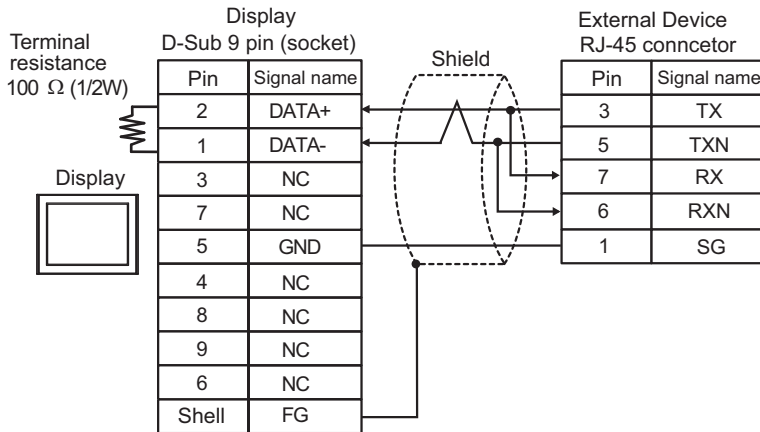 Display
D-Sub 9 pin (socket)
External Device
RJ-45 conncetor
Terminal
resistance
100 Ω (1/2W)
Shield
Pin Signal name
2 DATA+
1 DATA-
3 NC
7 NC
5 GND
4 NC
8 NC
9 NC
6 NC
Shell FG
Display
Pin Signal name
3 TX
5 TXN
7 RX
6 RXN
1 SG